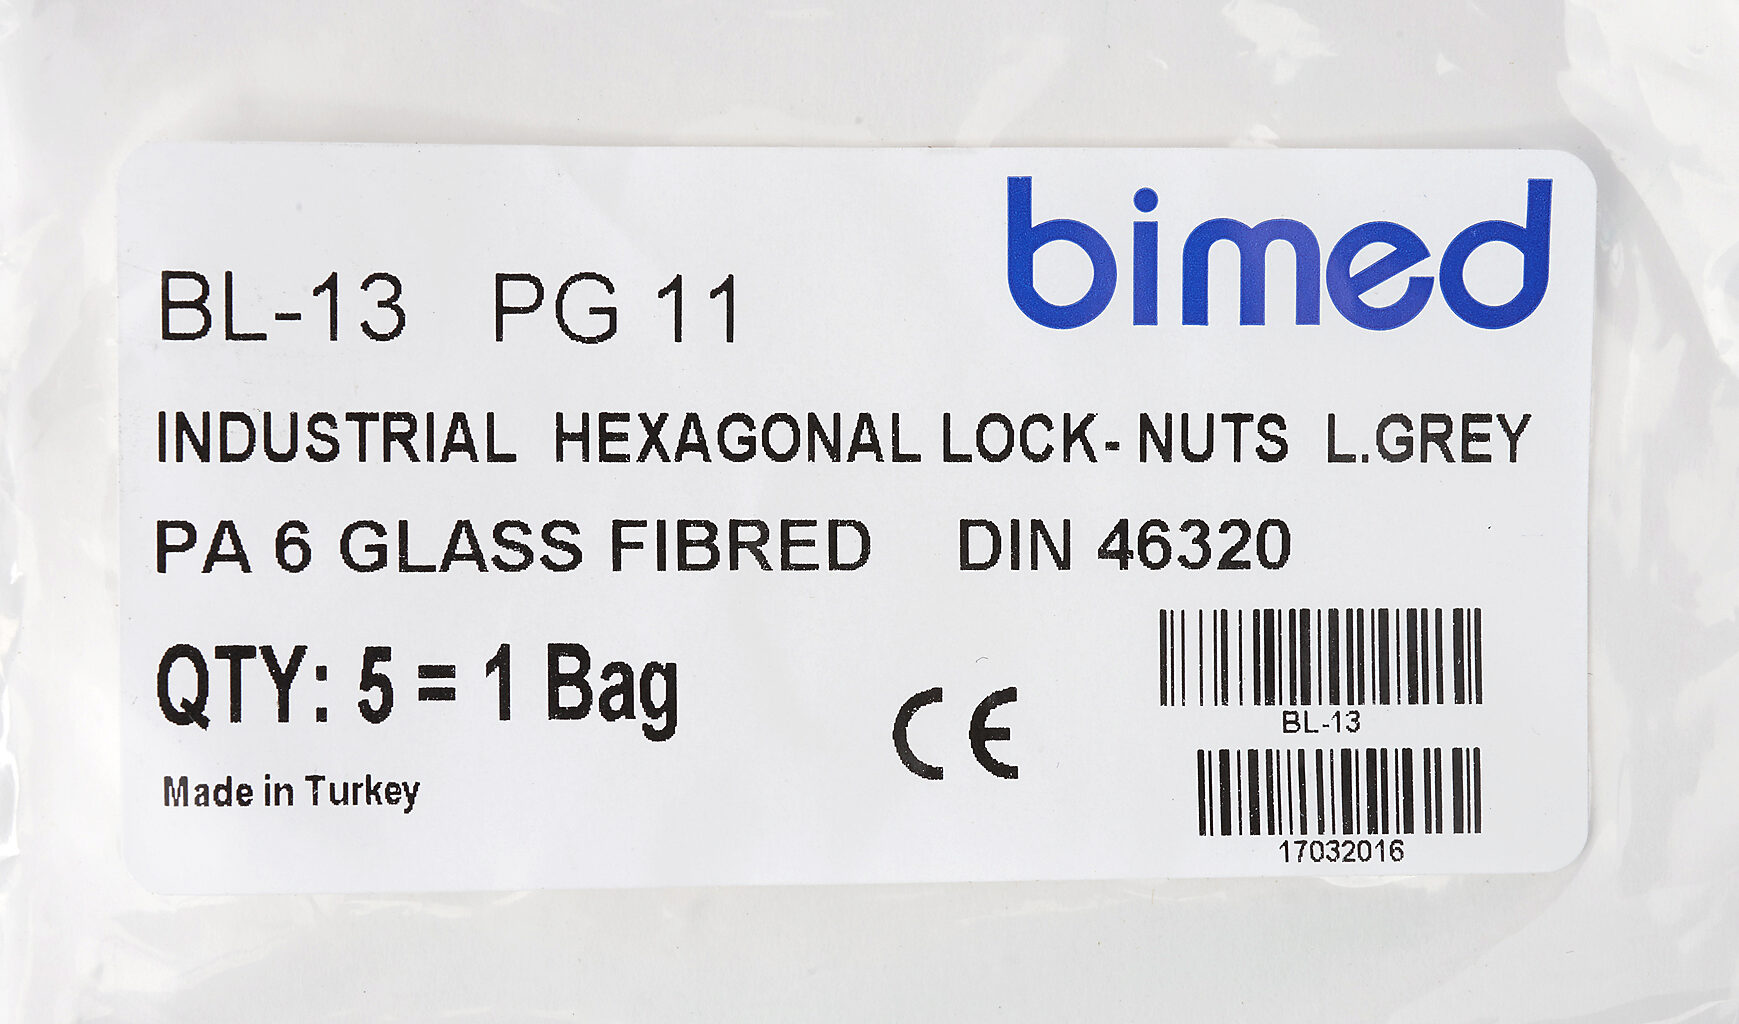 bimed
BL-13 PG 11
INDUSTRIAL HEXAGONAL LOCK- NUTS L.GREY
PA 6 GLASS FIBRED DIN 46320
QTY: 5 = 1 Bag
CE
BL-13
Made in Turkey
17032016